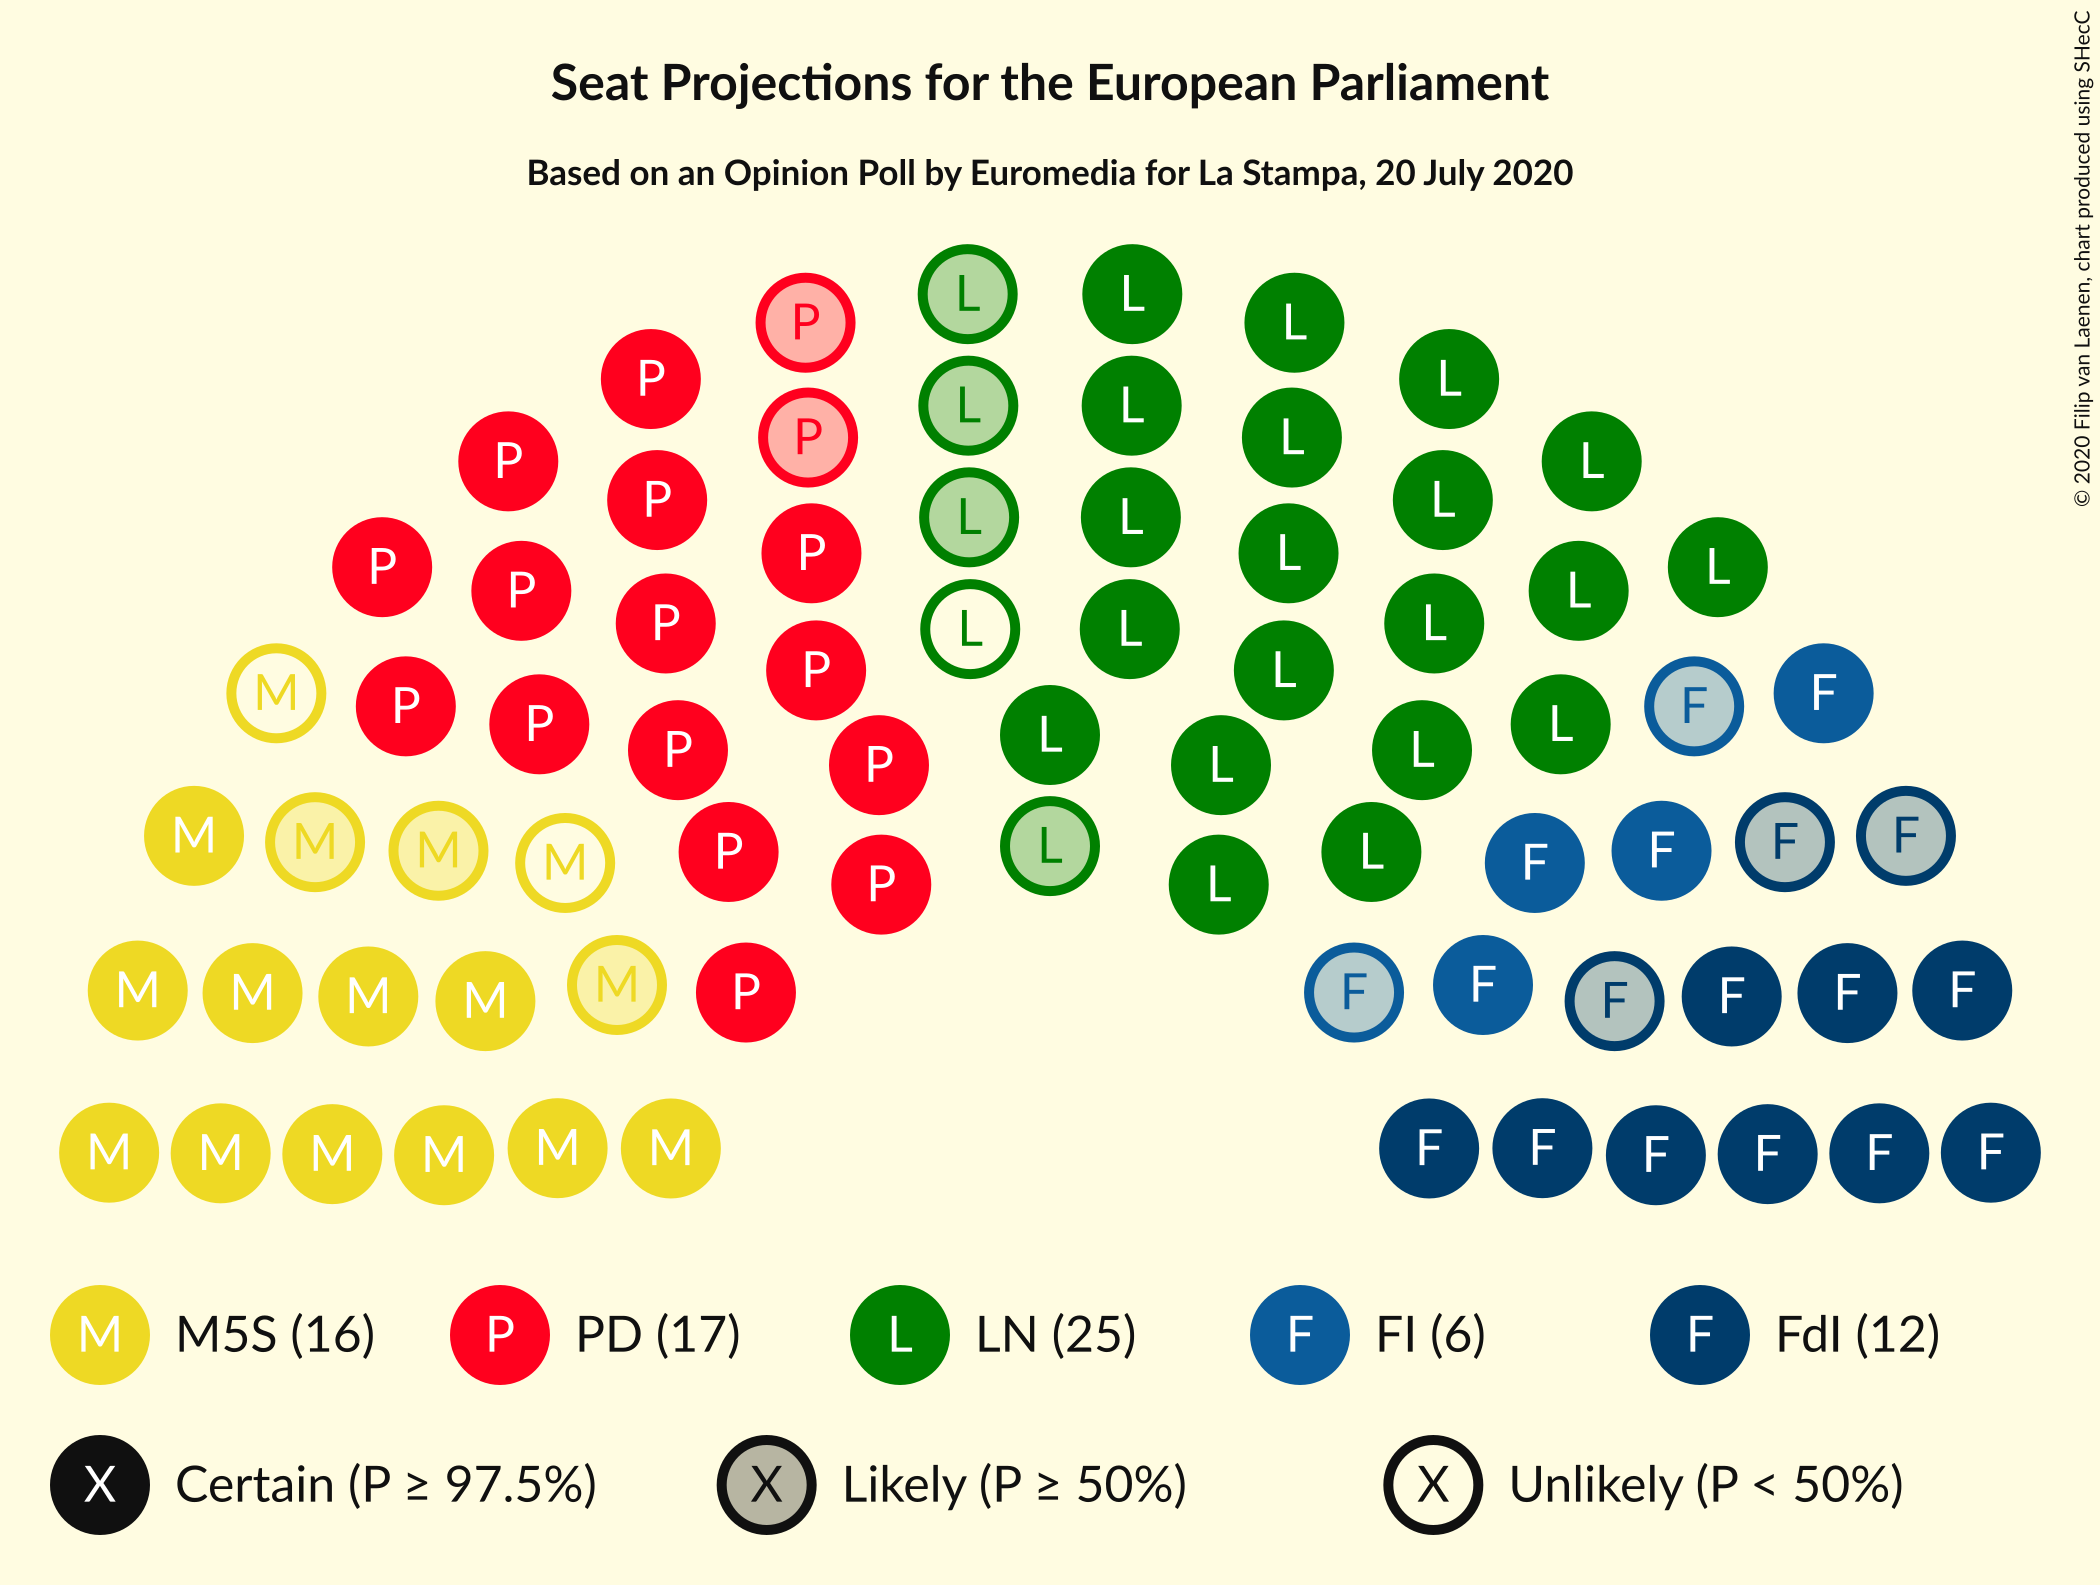 Seat Projections for the European Parliament
Based on an Opinion Poll by Euromedia for La Stampa, 20 July 2020
© 2020 Filip van Laenen, chart produced using SHecC
L L
P L
P L
L L
P L
P L
P L
P L
L L
P L
P L
P L
P L
P L
L L
P L
M F
P F
P L
P L
L
P L
M F
M F
L
M F
P L
M F
P L
M F
M F
M F
M F
M F
P F
M F
M F
M F
M F
M F
M F
M M5S (16) P PD (17) L LN (25) F FI (6) F FdI (12)
X Certain (P ≥ 97.5%) X Likely (P ≥ 50%) X Unlikely (P < 50%)